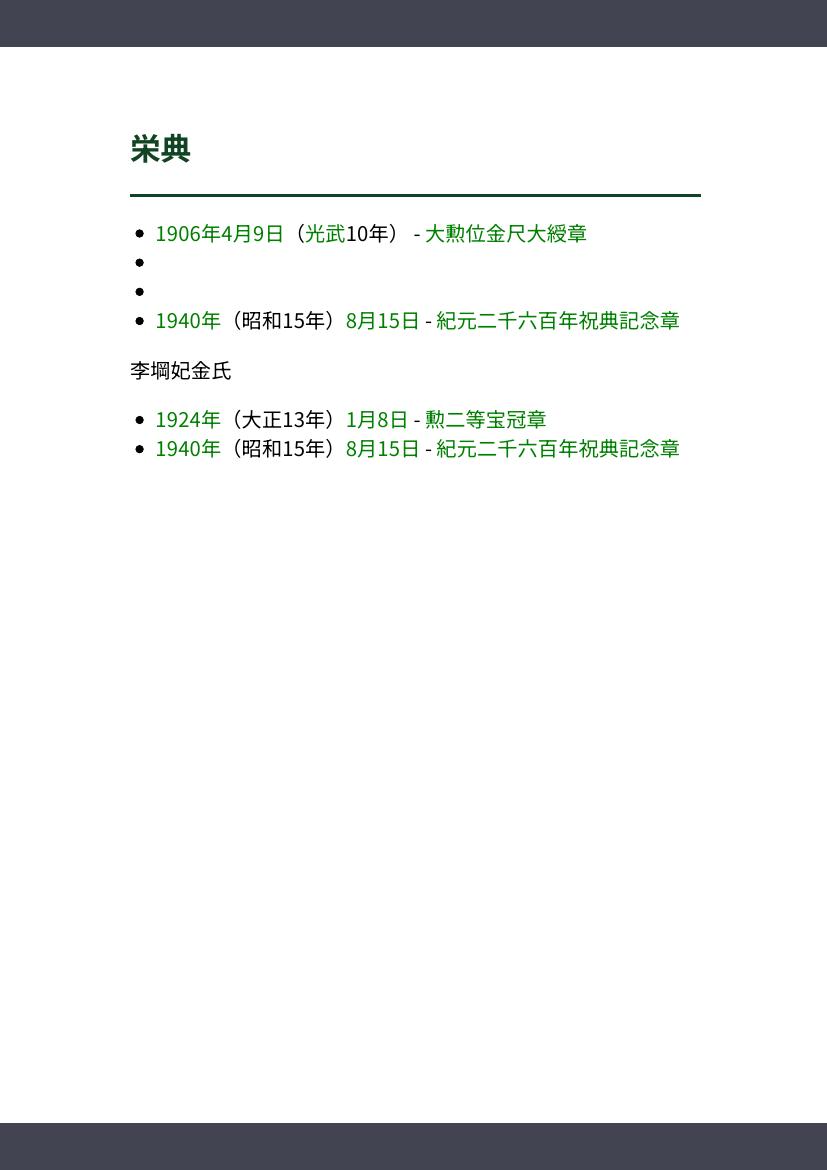 栄典
• 1906年4月9日（光武10年） - 大勲位金尺大綬章
•
•
• 1940年（昭和15年）8月15日 - 紀元二千六百年祝典記念章
李堈妃金氏
• 1924年（大正13年）1月8日 - 勲二等宝冠章
• 1940年（昭和15年）8月15日 - 紀元二千六百年祝典記念章